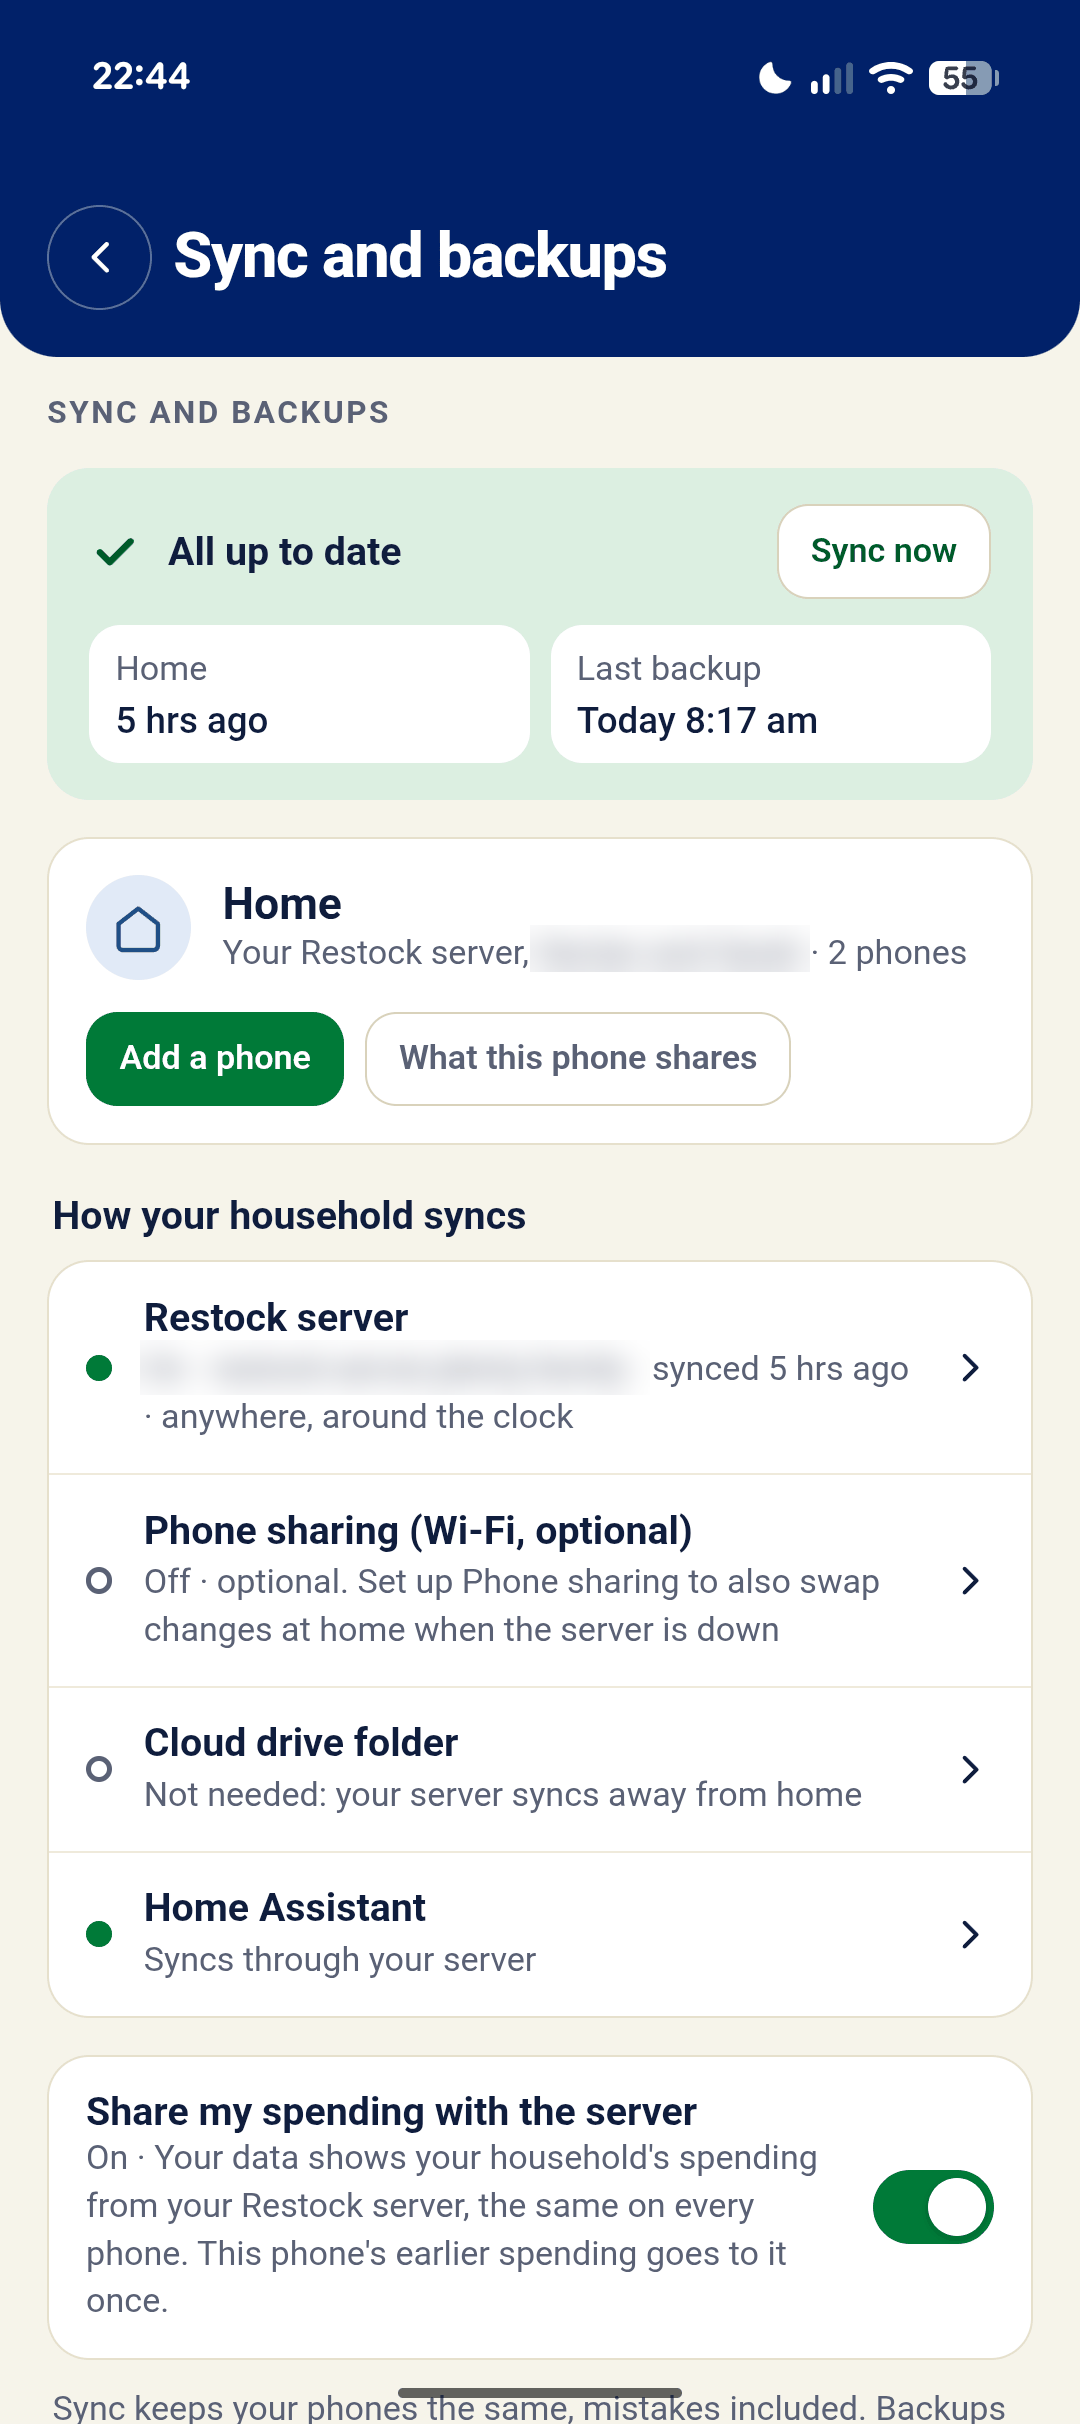 22:44
55
Sync and backups
SYNC AND BACKUPS
All up to date
Sync now
Home
5 hrs ago
Last backup
Today 8:17 am
Home
Your Restock server, · 2 phones
Add a phone
What this phone shares
How your household syncs
Restock server
synced 5 hrs ago
· anywhere, around the clock
Phone sharing (Wi-Fi, optional)
Off · optional. Set up Phone sharing to also swap
changes at home when the server is down
Cloud drive folder
Not needed: your server syncs away from home
Home Assistant
Syncs through your server
Share my spending with the server
On · Your data shows your household's spending
from your Restock server, the same on every
phone. This phone's earlier spending goes to it
once.
Sync keeps your phones the same, mistakes included. Backups